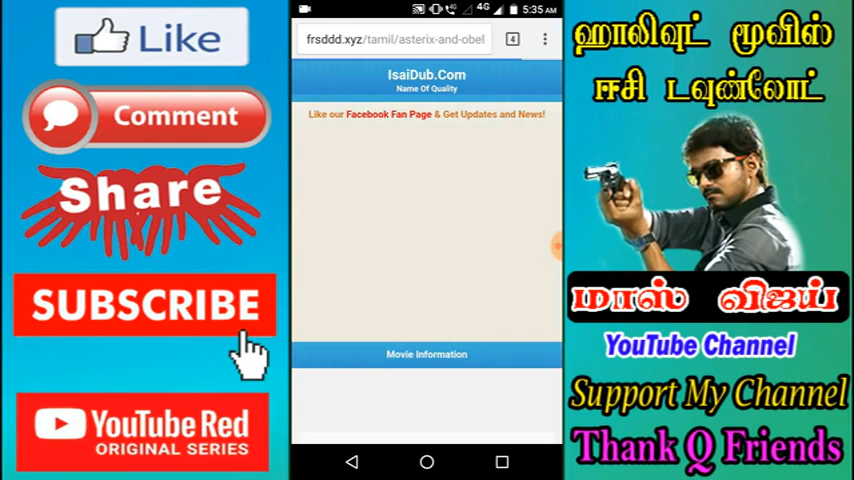 Like
Comment
Share
SUBSCRIBE
YouTube Red
ORIGINAL SERIES
4G
4G
5:35 AM
frsddd.xyz/tamil/asterix-and-obel
4
IsaiDub.Com
Name Of Quality
Like our Facebook Fan Page & Get Updates and News!
Movie Information
ஹாலிவுட் மூவிஸ்
ஈசி டவுண்லோட்
மாஸ் விஜய்
YouTube Channel
Support My Channel
Thank Q Friends